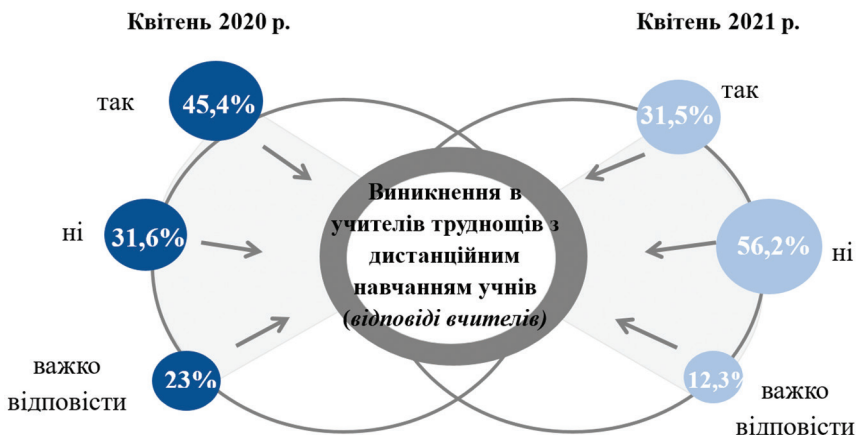 Квітень 2020 р.
Квітень 2021 р.
так
45,4%
ні
31,6%
важко
відповісти
23%
Виникнення в
учителів труднощів з
дистанційним
навчанням учнів
(відповіді вчителів)
31,5%
так
56,2%
ні
12,3%
важко
відповісти